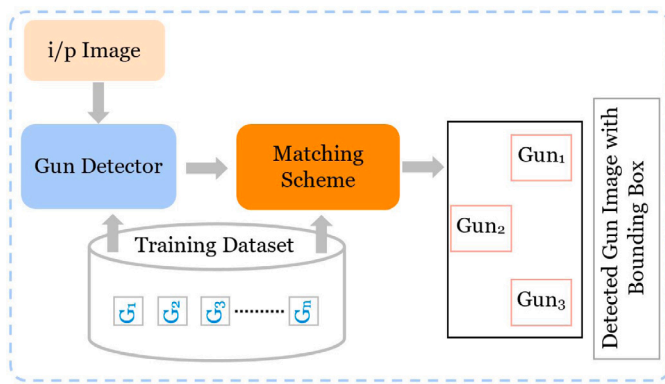 i/p Image
Gun Detector
Matching
Scheme
Training Dataset
G₁ G₂ G₃ .......... Gₙ
Gun₁
Gun₂
Gun₃
Detected Gun Image with
Bounding Box